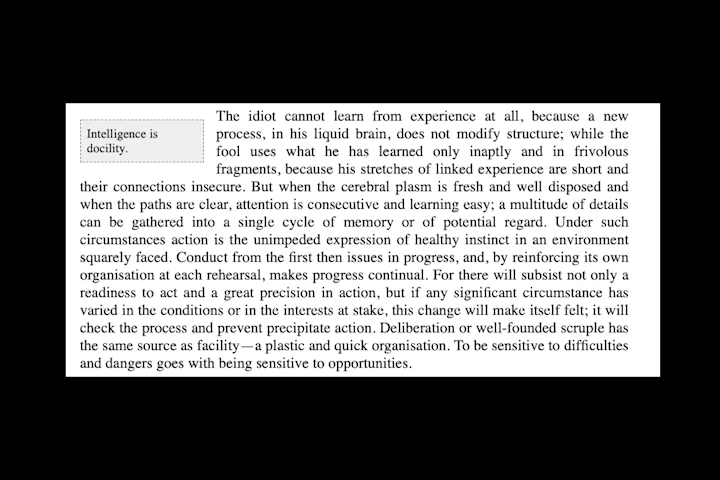 Intelligence is
docility.
The idiot cannot learn from experience at all, because a new
process, in his liquid brain, does not modify structure; while the
fool uses what he has learned only inaptly and in frivolous
fragments, because his stretches of linked experience are short and
their connections insecure. But when the cerebral plasm is fresh and well disposed and
when the paths are clear, attention is consecutive and learning easy; a multitude of details
can be gathered into a single cycle of memory or of potential regard. Under such
circumstances action is the unimpeded expression of healthy instinct in an environment
squarely faced. Conduct from the first then issues in progress, and, by reinforcing its own
organisation at each rehearsal, makes progress continual. For there will subsist not only a
readiness to act and a great precision in action, but if any significant circumstance has
varied in the conditions or in the interests at stake, this change will make itself felt; it will
check the process and prevent precipitate action. Deliberation or well-founded scruple has
the same source as facility—a plastic and quick organisation. To be sensitive to difficulties
and dangers goes with being sensitive to opportunities.